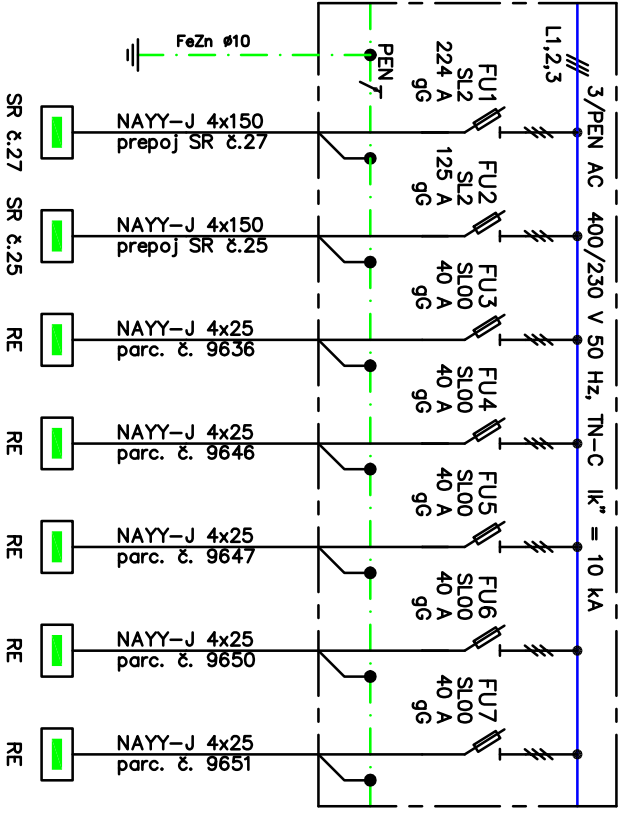 L1,2,3
3/PEN AC 400/230 V 50 Hz, TN-C Ik" = 10 kA
PEN
FeZn ø10
FU1
SL2
224 A
gG
FU2
SL2
125 A
gG
FU3
SL00
40 A
gG
FU4
SL00
40 A
gG
FU5
SL00
40 A
gG
FU6
SL00
40 A
gG
FU7
SL00
40 A
gG
NAYY-J 4x150
prepoj SR č.27
SR č.27
NAYY-J 4x150
prepoj SR č.25
SR č.25
NAYY-J 4x25
parc. č. 9636
RE
NAYY-J 4x25
parc. č. 9646
RE
NAYY-J 4x25
parc. č. 9647
RE
NAYY-J 4x25
parc. č. 9650
RE
NAYY-J 4x25
parc. č. 9651
RE